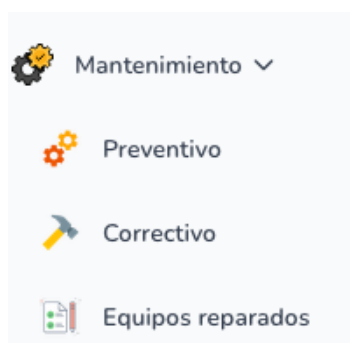 Mantenimiento
Preventivo
Correctivo
Equipos reparados